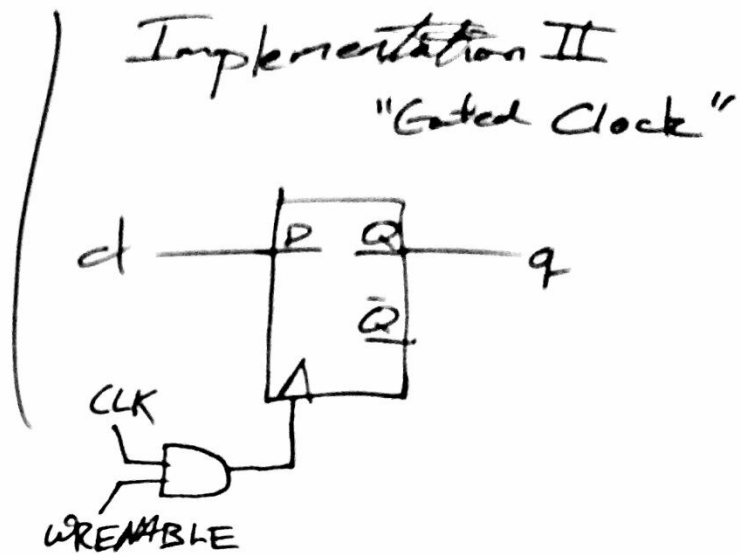 Implementation II
"Gated Clock"
d D Q q
Q̄
CLK
WRENABLE